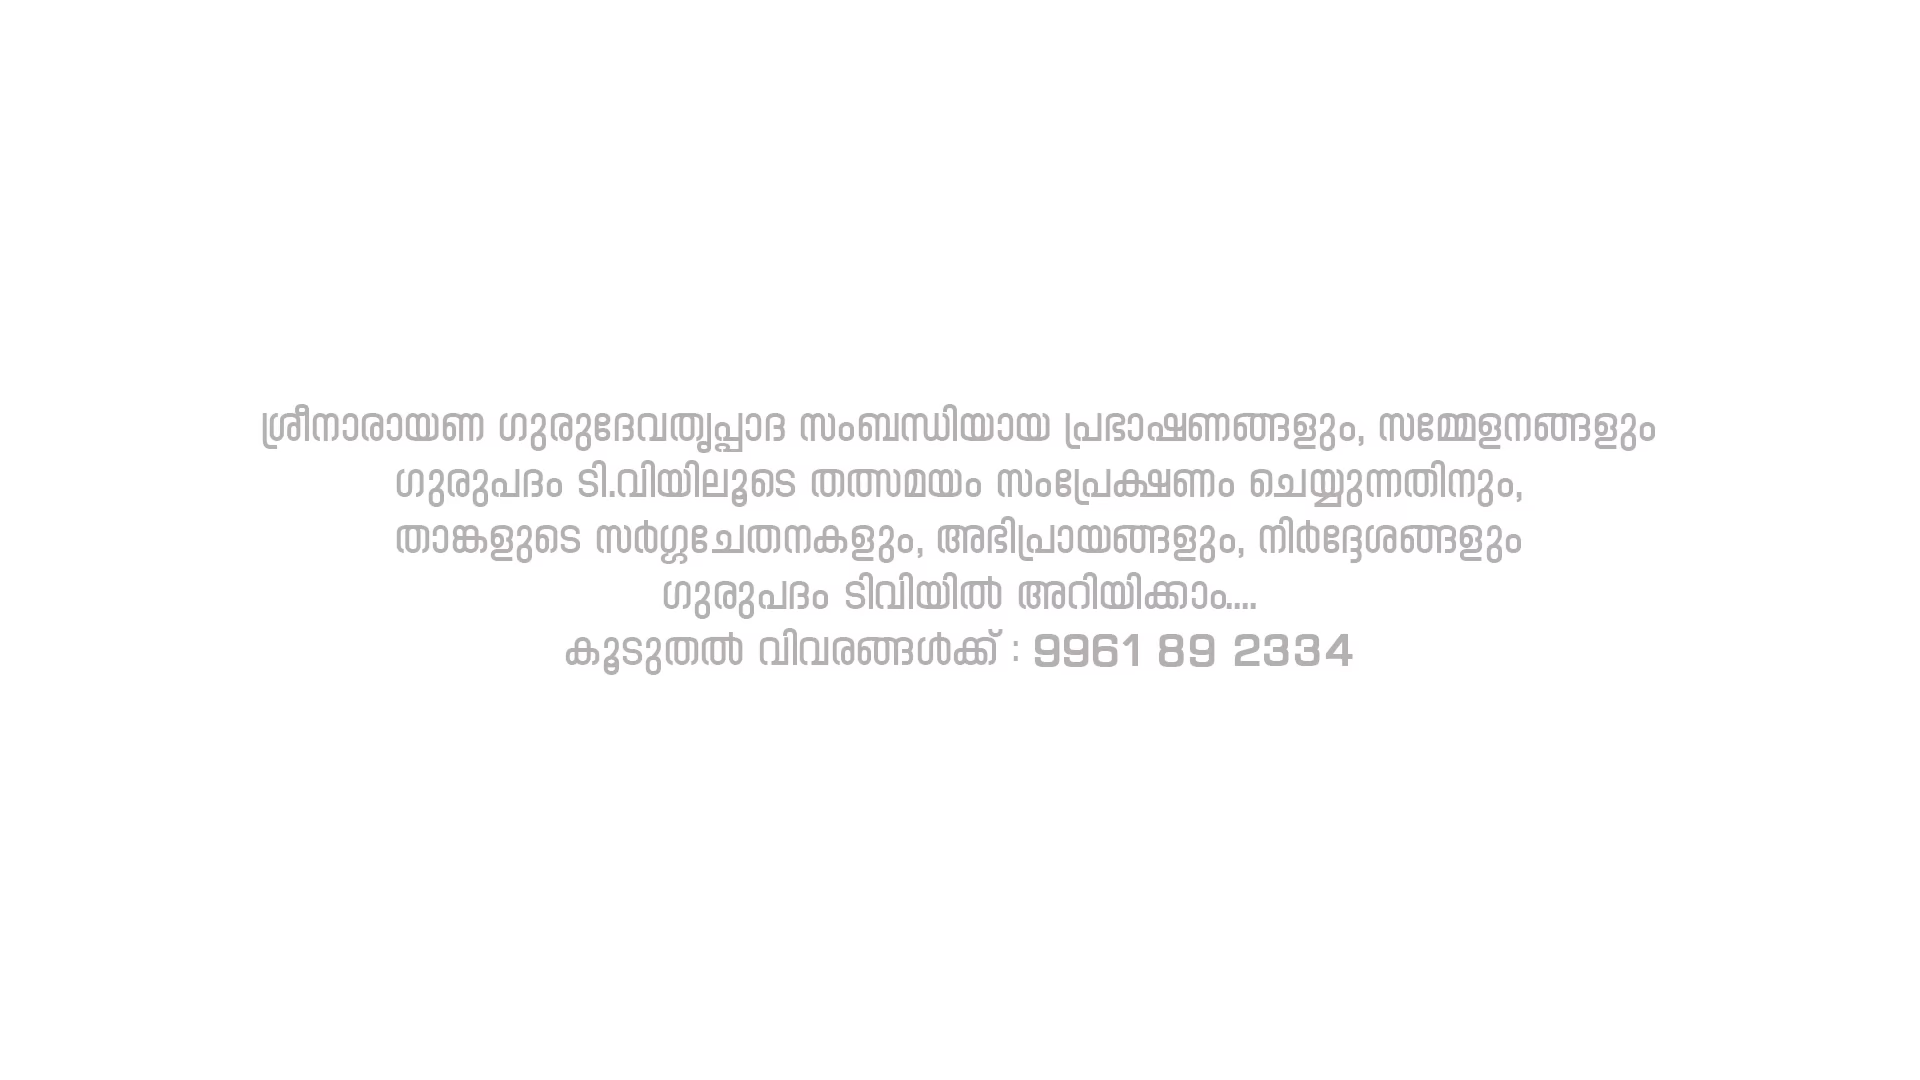 ശ്രീനാരായണ ഗുരുദേവതൃപ്പാദ സംബന്ധിയായ പ്രഭാഷണങ്ങളും, സമ്മേളനങ്ങളും
ഗുരുപദം ടി.വിയിലൂടെ തത്സമയം സംപ്രേക്ഷണം ചെയ്യുന്നതിനും,
താങ്കളുടെ സർഗ്ഗചേതനകളും, അഭിപ്രായങ്ങളും, നിർദ്ദേശങ്ങളും
ഗുരുപദം ടിവിയിൽ അറിയിക്കാം....
കൂടുതൽ വിവരങ്ങൾക്ക് : 9961 89 2334